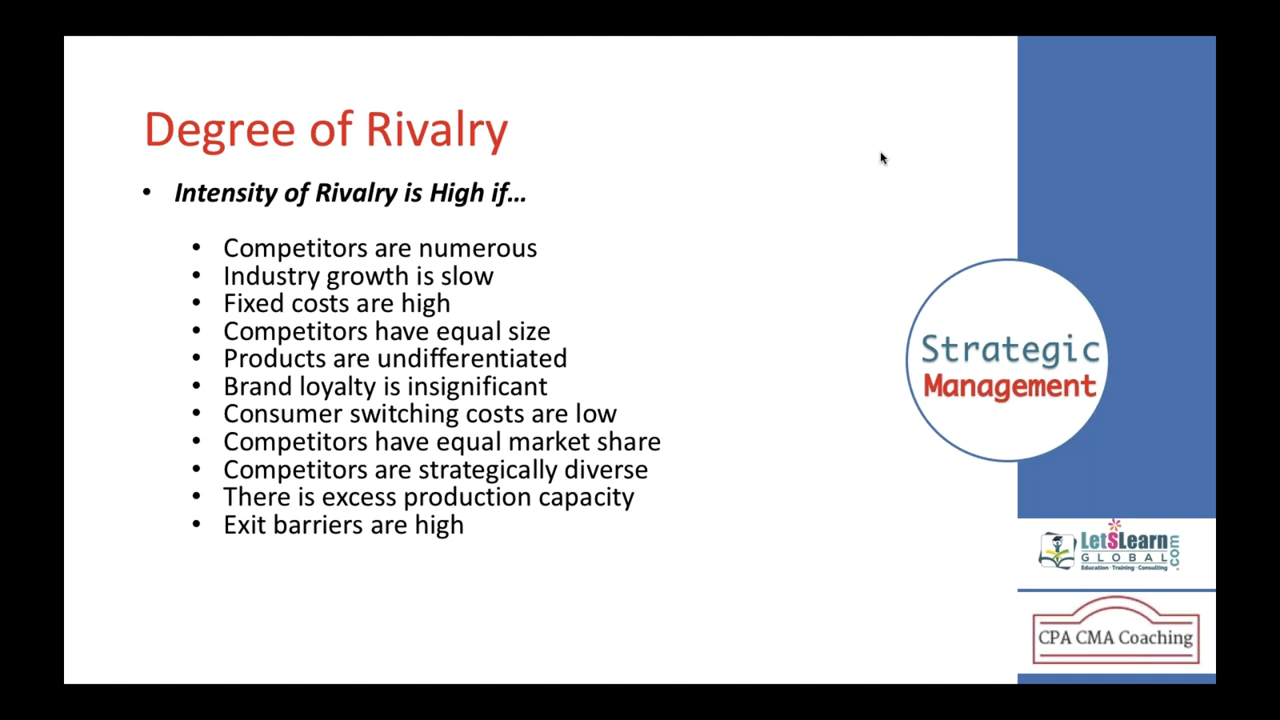 Degree of Rivalry
• Intensity of Rivalry is High if...
• Competitors are numerous
• Industry growth is slow
• Fixed costs are high
• Competitors have equal size
• Products are undifferentiated
• Brand loyalty is insignificant
• Consumer switching costs are low
• Competitors have equal market share
• Competitors are strategically diverse
• There is excess production capacity
• Exit barriers are high
Strategic
Management
LetSLearn
GLOBAL
.com
Education · Training · Consulting
CPA CMA Coaching